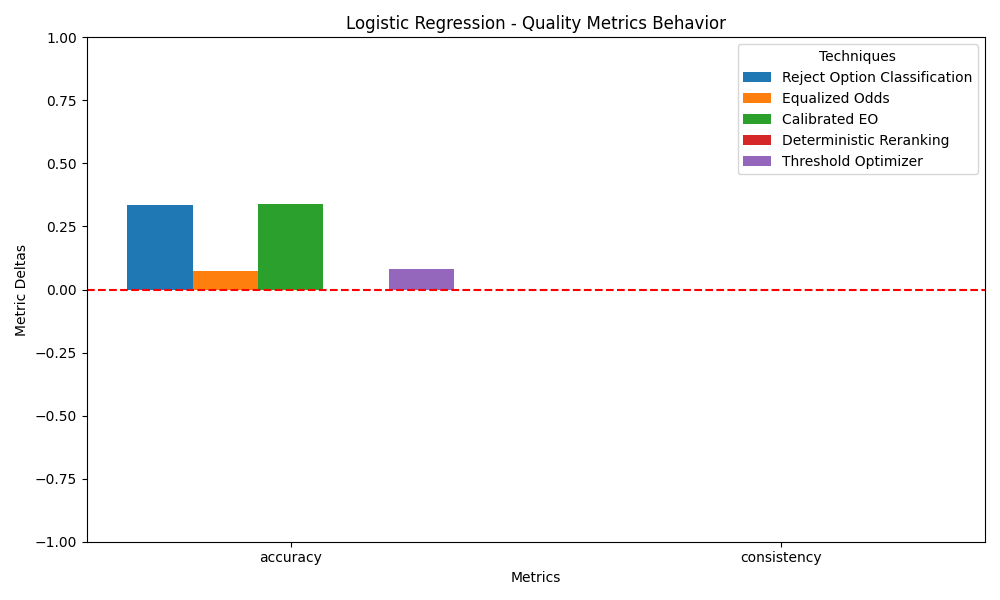 Logistic Regression - Quality Metrics Behavior
Techniques
Reject Option Classification
Equalized Odds
Calibrated EO
Deterministic Reranking
Threshold Optimizer
Metric Deltas
1.00
0.75
0.50
0.25
0.00
−0.25
−0.50
−0.75
−1.00
accuracy
consistency
Metrics